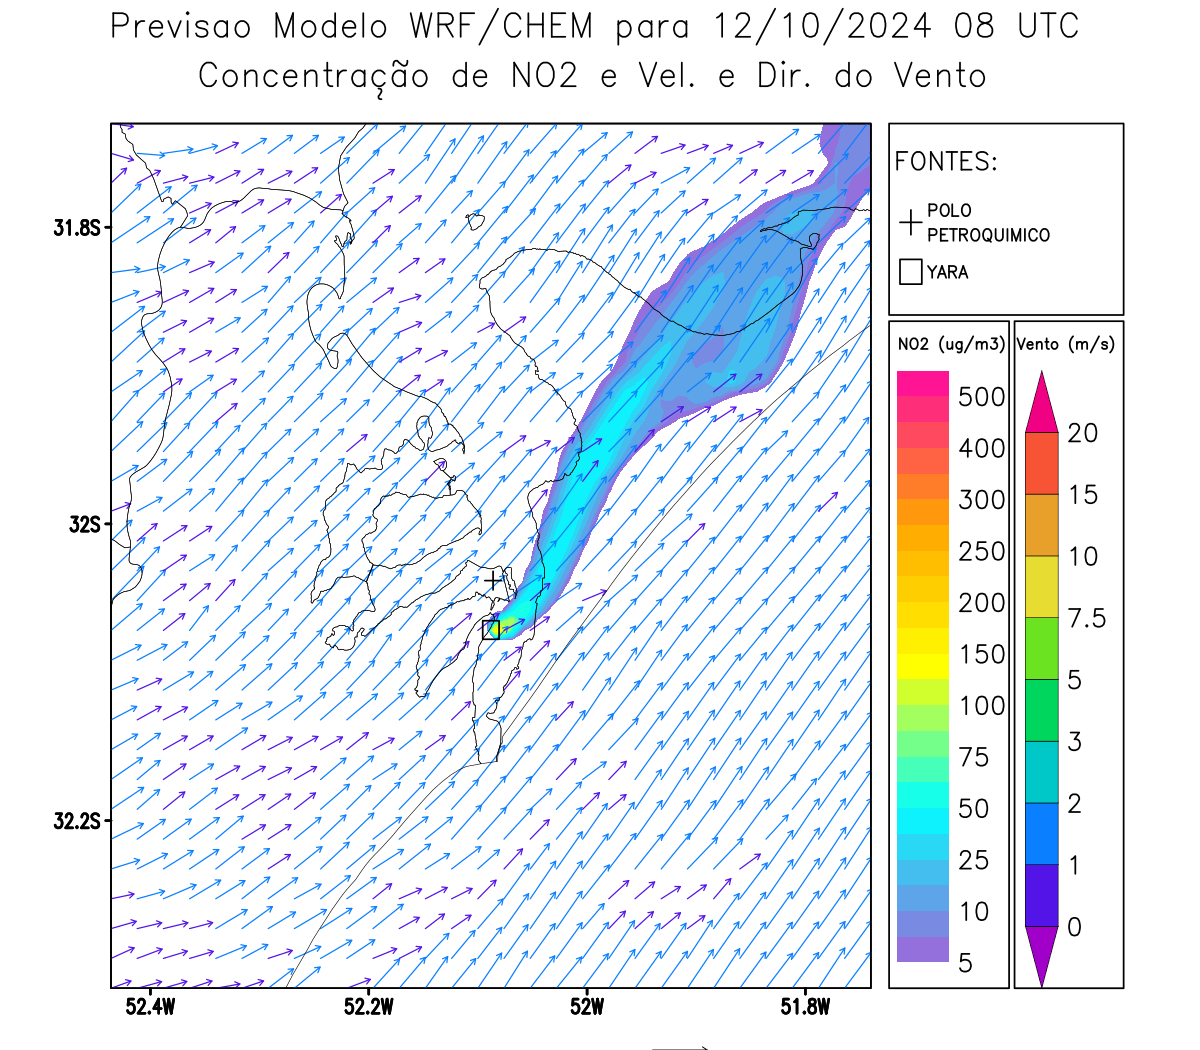 Previsao Modelo WRF/CHEM para 12/10/2024 08 UTC
Concentração de NO2 e Vel. e Dir. do Vento
FONTES:
POLO
PETROQUIMICO
YARA
NO2 (ug/m3)
500
400
300
250
200
150
100
75
50
25
10
5
Vento (m/s)
20
15
10
7.5
5
3
2
1
0
31.8S
32S
32.2S
52.4W
52.2W
52W
51.8W